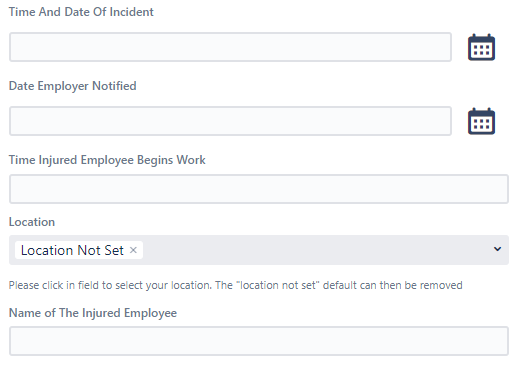 Time And Date Of Incident
Date Employer Notified
Time Injured Employee Begins Work
Location
Location Not Set ×
Please click in field to select your location. The "location not set" default can then be removed
Name of The Injured Employee